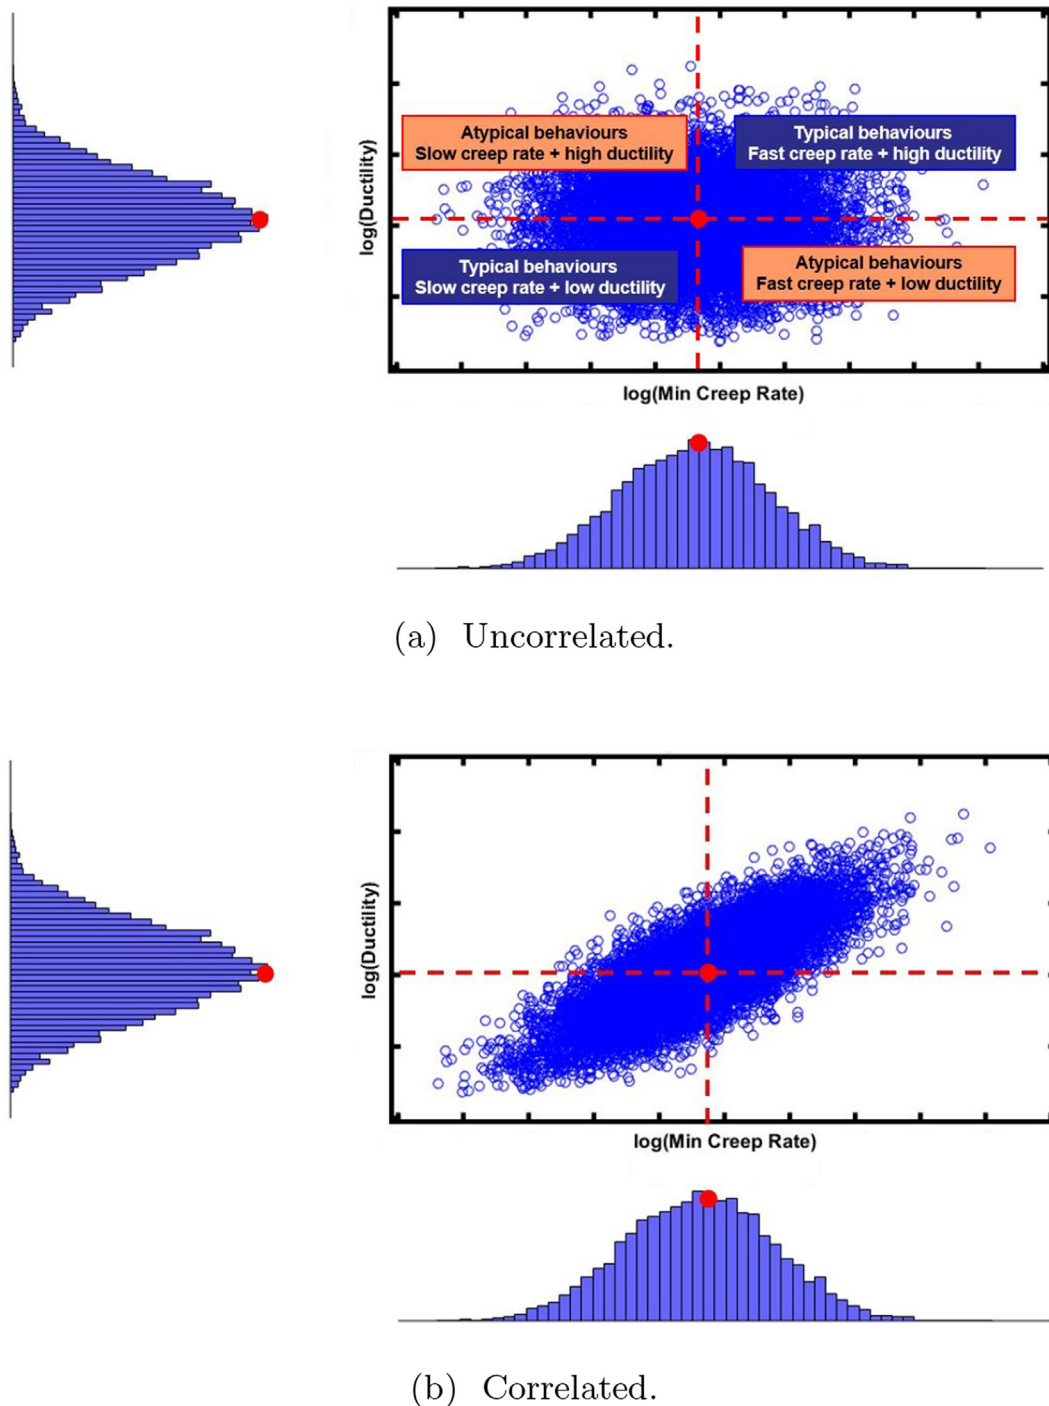 log(Ductility)
Atypical behaviours
Slow creep rate + high ductility
Typical behaviours
Fast creep rate + high ductility
Typical behaviours
Slow creep rate + low ductility
Atypical behaviours
Fast creep rate + low ductility
log(Min Creep Rate)
(a) Uncorrelated.
log(Ductility)
log(Min Creep Rate)
(b) Correlated.